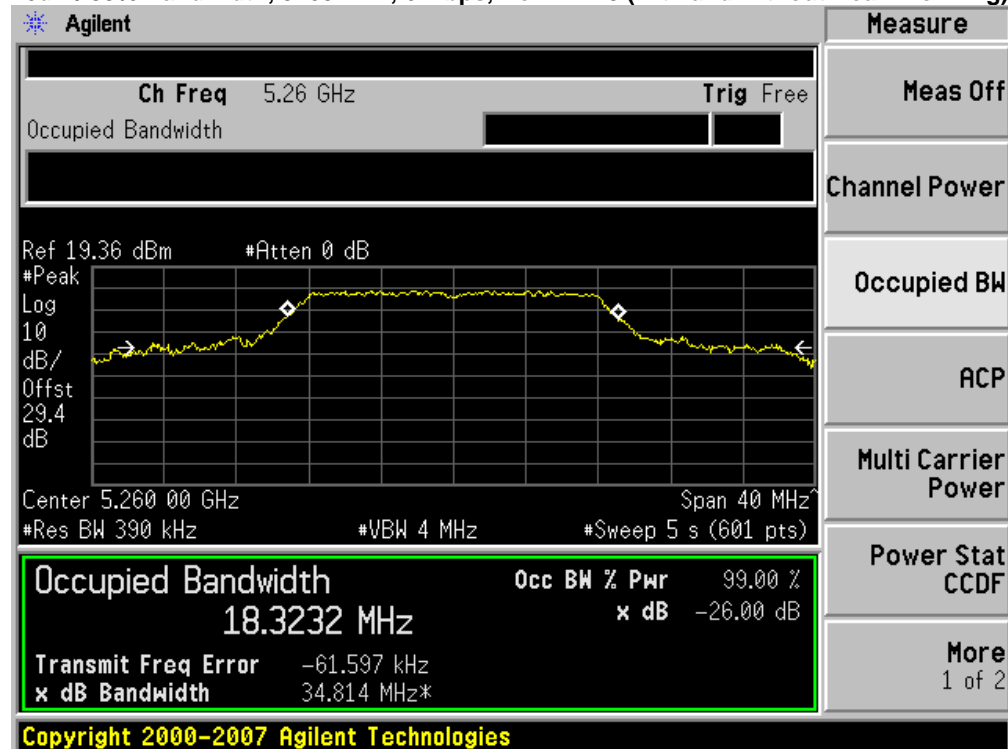 Agilent
Measure
Ch Freq 5.26 GHz Trig Free
Occupied Bandwidth
Meas Off
Channel Power
Occupied BW
ACP
Multi Carrier
Power
Power Stat
CCDF
More
1 of 2
Ref 19.36 dBm #Atten 0 dB
#Peak
Log
10
dB/
Offst
29.4
dB
Center 5.260 00 GHz Span 40 MHz^
#Res BW 390 kHz #VBW 4 MHz #Sweep 5 s (601 pts)
Occupied Bandwidth Occ BW % Pwr 99.00 %
18.3232 MHz x dB -26.00 dB
Transmit Freq Error -61.597 kHz
x dB Bandwidth 34.814 MHz*
Copyright 2000-2007 Agilent Technologies